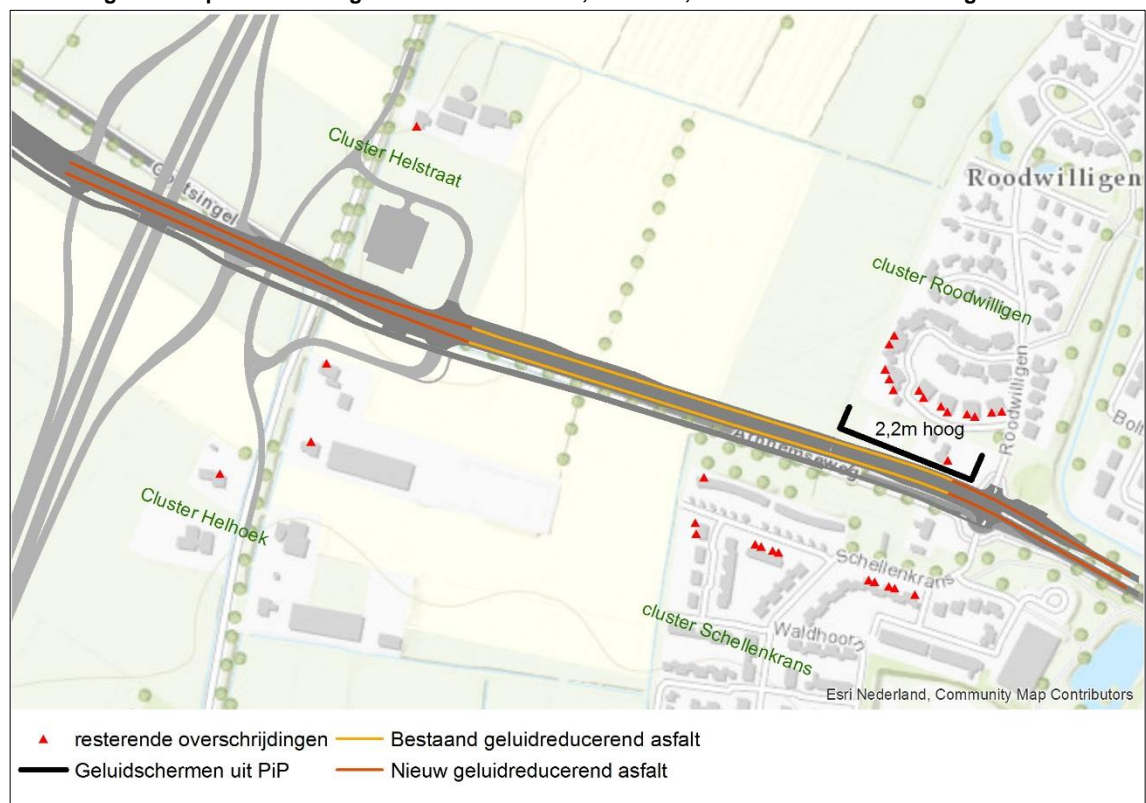 Cluster Helstraat
Roodwilligen
cluster Roodwilligen
Roodwilligen
2,2m hoog
Cluster Helhoek
Schellenkrans
cluster Schellenkrans
Waldhoorn
Esri Nederland, Community Map Contributors
resterende overschrijdingen
Bestaand geluidreducerend asfalt
Geluidschermen uit PiP
Nieuw geluidreducerend asfalt